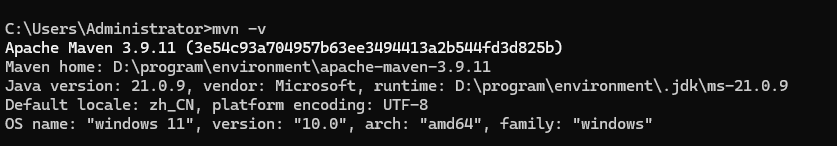 C:\Users\Administrator>mvn -v
Apache Maven 3.9.11 (3e54c93a704957b63ee3494413a2b544fd3d825b)
Maven home: D:\program\environment\apache-maven-3.9.11
Java version: 21.0.9, vendor: Microsoft, runtime: D:\program\environment\.jdk\ms-21.0.9
Default locale: zh_CN, platform encoding: UTF-8
OS name: "windows 11", version: "10.0", arch: "amd64", family: "windows"